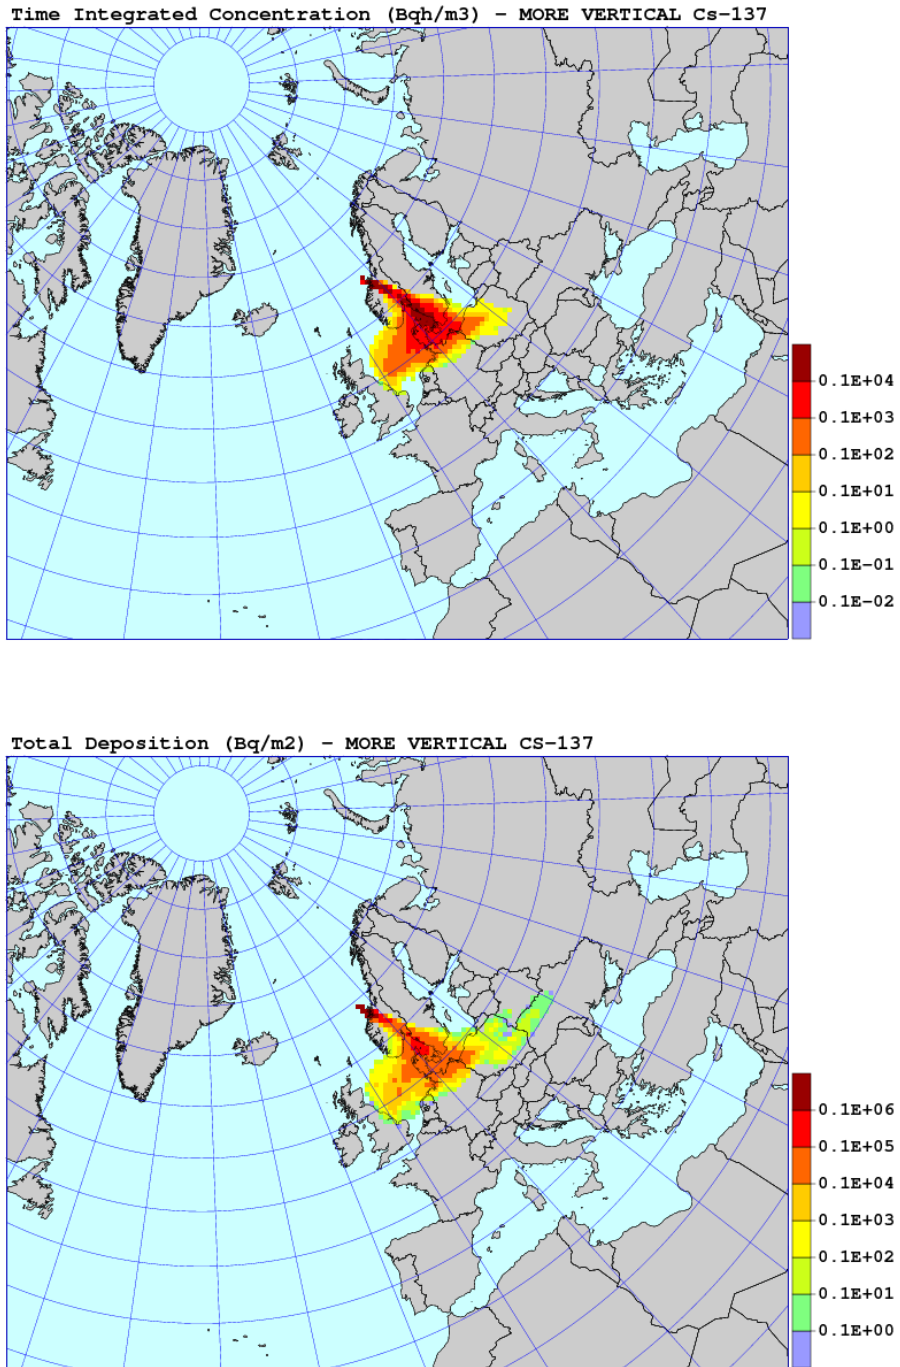 Time Integrated Concentration (Bqh/m3) - MORE VERTICAL Cs-137
0.1E+04
0.1E+03
0.1E+02
0.1E+01
0.1E+00
0.1E-01
0.1E-02
Total Deposition (Bq/m2) - MORE VERTICAL CS-137
0.1E+06
0.1E+05
0.1E+04
0.1E+03
0.1E+02
0.1E+01
0.1E+00